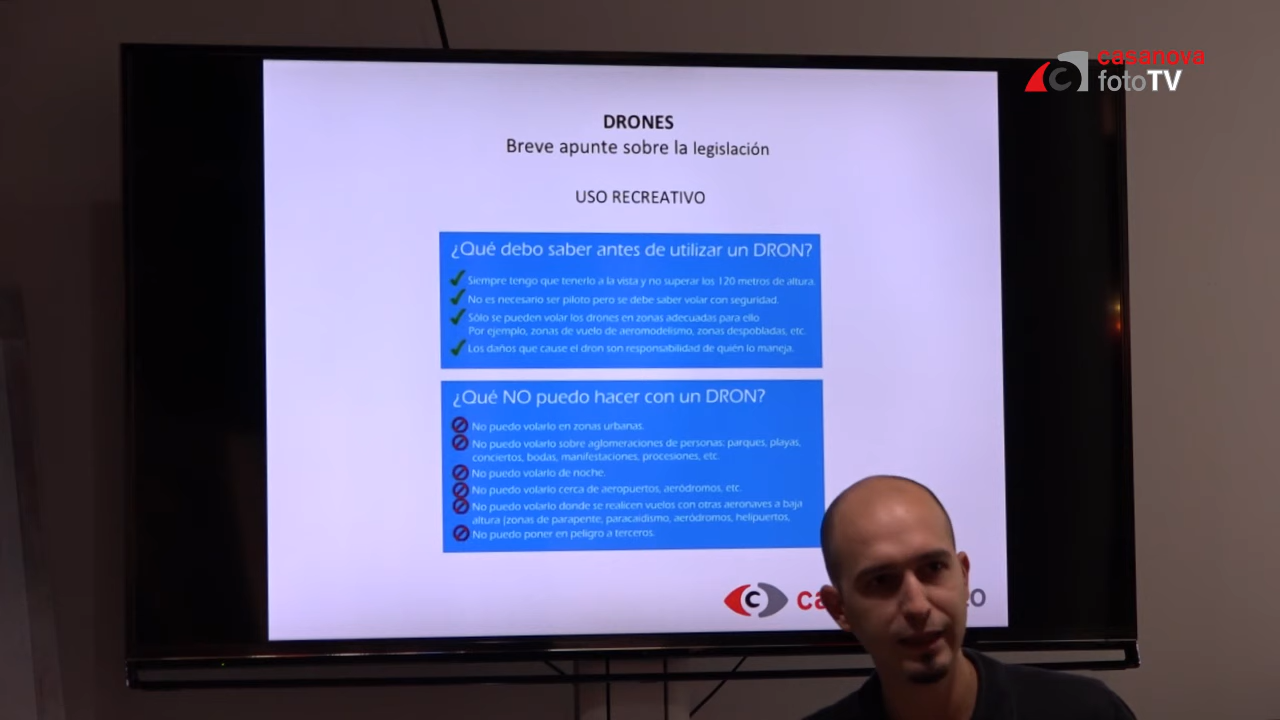 casanova
fotoTV
DRONES
Breve apunte sobre la legislación
USO RECREATIVO
¿Qué debo saber antes de utilizar un DRON?
Siempre tengo que tenerlo a la vista y no superar los 120 metros de altura.
No es necesario ser piloto pero se debe saber volar con seguridad.
Sólo se pueden volar los drones en zonas adecuadas para ello.
Por ejemplo, zonas de vuelo de aeromodelismo, zonas despobladas, etc.
Los daños que cause el dron son responsabilidad de quién lo maneja.
¿Qué NO puedo hacer con un DRON?
No puedo volarlo en zonas urbanas.
No puedo volarlo sobre aglomeraciones de personas: parques, playas,
conciertos, bodas, manifestaciones, procesiones, etc.
No puedo volarlo de noche.
No puedo volarlo cerca de aeropuertos, aeródromos, etc.
No puedo volarlo donde se realicen vuelos con otras aeronaves a baja
altura (zonas de parapente, paracaidismo, aeródromos, helipuertos,
No puedo poner en peligro a terceros.